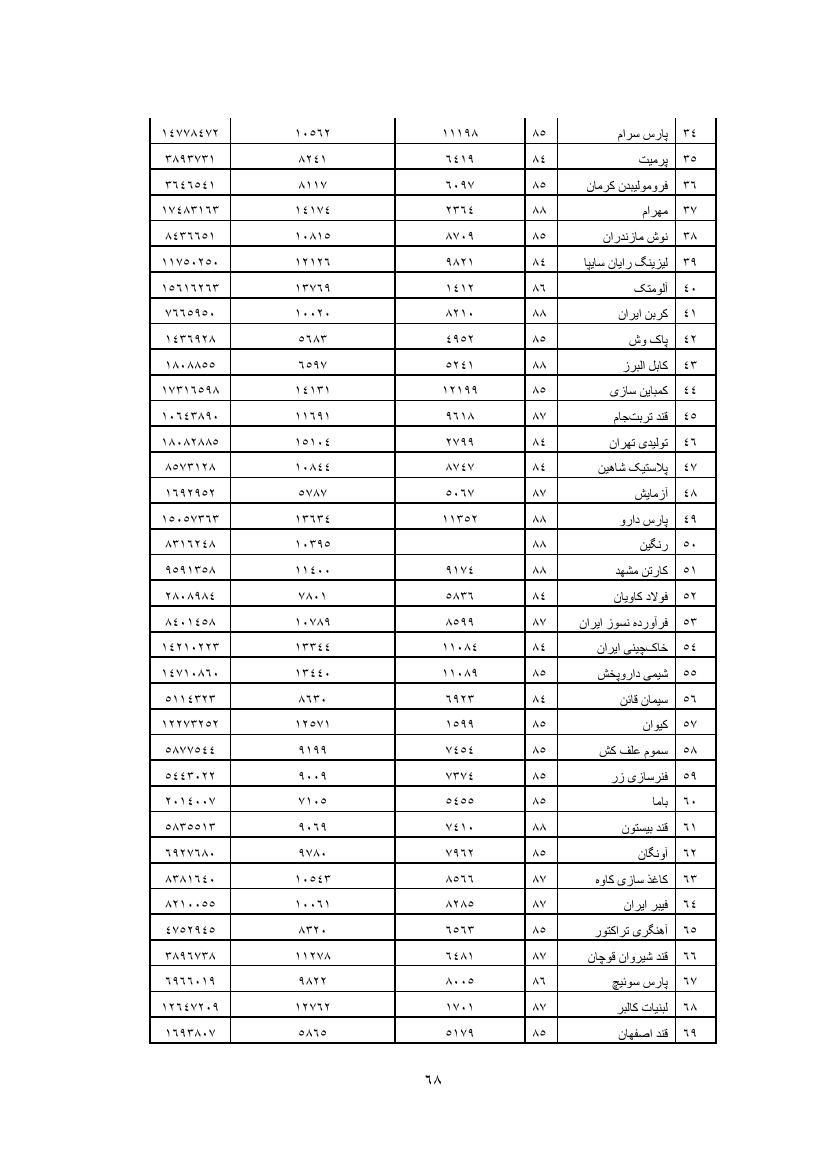 ٣٤ پارس سرام ٨٥ ١١١٩٨ ١٠٥٦٢ ١٤٧٧٨٤٧٢
٣٥ پرمیت ٨٤ ٦٤١٩ ٨٢٤١ ٣٨٩٣٧٣١
٣٦ فرومولیبدن کرمان ٨٥ ٦٠٩٧ ٨١١٧ ٣٦٤٦٥٤١
٣٧ مهرام ٨٨ ٢٣٦٤ ١٤١٧٤ ١٧٤٨٣١٦٣
٣٨ نوش مازندران ٨٥ ٨٧٠٩ ١٠٨١٥ ٨٤٣٦٦٥١
٣٩ لیزینگ رایان سایپا ٨٤ ٩٨٢١ ١٢١٢٦ ١١٧٥٠٢٥٠
٤٠ آلومتک ٨٦ ١٤١٢ ١٣٧٦٩ ١٥٦١٦٢٦٣
٤١ کربن ایران ٨٨ ٨٢١٠ ١٠٠٢٠ ٧٦٦٥٩٥٠
٤٢ پاک وش ٨٥ ٤٩٥٢ ٥٦٨٣ ١٤٣٦٩٢٨
٤٣ کابل البرز ٨٨ ٥٢٤١ ٦٥٩٧ ١٨٠٨٨٥٥
٤٤ کمباین سازی ٨٥ ١٢١٩٩ ١٤١٣١ ١٧٣١٦٥٩٨
٤٥ قند تربت‌جام ٨٧ ٩٦١٨ ١١٦٩١ ١٠٦٤٣٨٩٠
٤٦ تولیدی تهران ٨٤ ٢٧٩٩ ١٥١٠٤ ١٨٠٨٢٨٨٥
٤٧ پلاستیک شاهین ٨٤ ٨٧٤٧ ١٠٨٤٤ ٨٥٧٣١٢٨
٤٨ آزمایش ٨٧ ٥٠٦٧ ٥٧٨٧ ١٦٩٢٩٥٢
٤٩ پارس دارو ٨٨ ١١٣٥٢ ١٣٦٣٤ ١٥٠٥٧٣٦٣
٥٠ رنگین ٨٨ ١٠٣٩٥ ٨٣١٦٢٤٨
٥١ کارتن مشهد ٨٨ ٩١٧٤ ١١٤٠٠ ٩٥٩١٣٥٨
٥٢ فولاد کاویان ٨٤ ٥٨٣٦ ٧٨٠١ ٢٨٠٨٩٨٤
٥٣ فرآورده نسوز ایران ٨٧ ٨٥٩٩ ١٠٧٨٩ ٨٤٠١٤٥٨
٥٤ خاک‌چینی ایران ٨٤ ١١٠٨٤ ١٣٣٤٤ ١٤٢١٠٢٢٣
٥٥ شیمی داروپخش ٨٥ ١١٠٨٩ ١٣٤٤٠ ١٤٧١٠٨٦٠
٥٦ سیمان قائن ٨٤ ٦٩٢٣ ٨٦٣٠ ٥١١٤٣٢٣
٥٧ کیوان ٨٥ ١٥٩٩ ١٢٥٧١ ١٢٢٧٣٢٥٢
٥٨ سموم علف کش ٨٥ ٧٤٥٤ ٩١٩٩ ٥٨٧٧٥٤٤
٥٩ فنرسازی زر ٨٥ ٧٣٧٤ ٩٠٠٩ ٥٤٤٣٠٢٢
٦٠ باما ٨٥ ٥٤٥٥ ٧١٠٥ ٢٠١٤٠٠٧
٦١ قند بیستون ٨٨ ٧٤١٠ ٩٠٦٩ ٥٨٣٥٥١٣
٦٢ آونگان ٨٥ ٧٩٦٢ ٩٧٨٠ ٦٩٢٧٦٨٠
٦٣ کاغذ سازی کاوه ٨٧ ٨٥٦٦ ١٠٥٤٣ ٨٣٨١٦٤٠
٦٤ فیبر ایران ٨٧ ٨٢٨٥ ١٠٠٦١ ٨٢١٠٠٥٥
٦٥ آهنگری تراکتور ٨٥ ٦٥٦٣ ٨٣٢٠ ٤٧٥٢٩٤٥
٦٦ قند شیروان قوچان ٨٧ ٦٤٨١ ١١٢٧٨ ٣٨٩٦٧٣٨
٦٧ پارس سوئیچ ٨٦ ٨٠٠٥ ٩٨٢٢ ٦٩٦٦٠١٩
٦٨ لبنیات کالبر ٨٧ ١٧٠١ ١٢٧٦٢ ١٢٦٤٧٢٠٩
٦٩ قند اصفهان ٨٥ ٥١٧٩ ٥٨٦٥ ١٦٩٣٨٠٧
٦٨